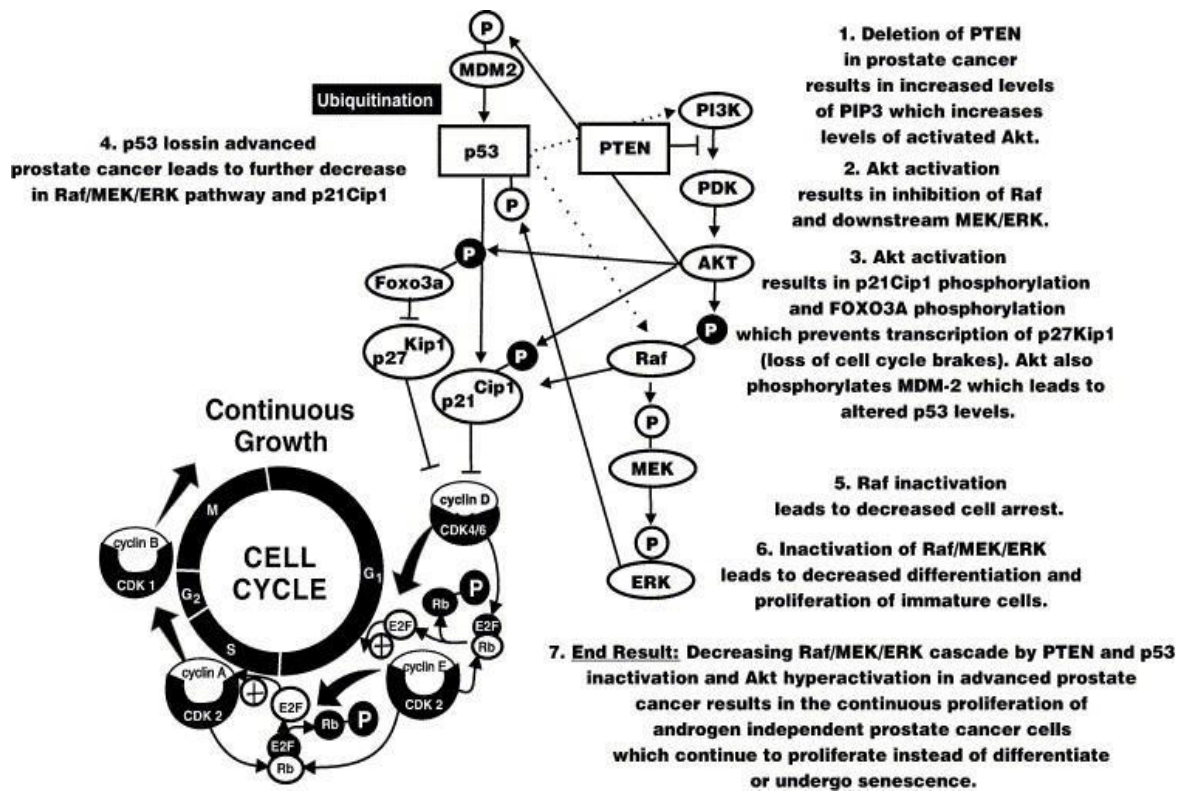 P
MDM2
Ubiquitination
p53
P
PTEN
PI3K
PDK
AKT
P
Foxo3a
P
p27Kip1
P
p21Cip1
P
Raf
P
MEK
P
ERK
1. Deletion of PTEN
in prostate cancer
results in increased levels
of PIP3 which increases
levels of activated Akt.
2. Akt activation
results in inhibition of Raf
and downstream MEK/ERK.
3. Akt activation
results in p21Cip1 phosphorylation
and FOXO3A phosphorylation
which prevents transcription of p27Kip1
(loss of cell cycle brakes). Akt also
phosphorylates MDM-2 which leads to
altered p53 levels.
4. p53 lossin advanced
prostate cancer leads to further decrease
in Raf/MEK/ERK pathway and p21Cip1
5. Raf inactivation
leads to decreased cell arrest.
6. Inactivation of Raf/MEK/ERK
leads to decreased differentiation and
proliferation of immature cells.
7. End Result: Decreasing Raf/MEK/ERK cascade by PTEN and p53
inactivation and Akt hyperactivation in advanced prostate
cancer results in the continuous proliferation of
androgen independent prostate cancer cells
which continue to proliferate instead of differentiate
or undergo senescence.
Continuous
Growth
CELL
CYCLE
M
G1
G2
S
cyclin B
CDK 1
cyclin D
CDK4/6
cyclin A
CDK 2
cyclin E
CDK 2
E2F
Rb
P
E2F
Rb
E2F
Rb
P
E2F
Rb